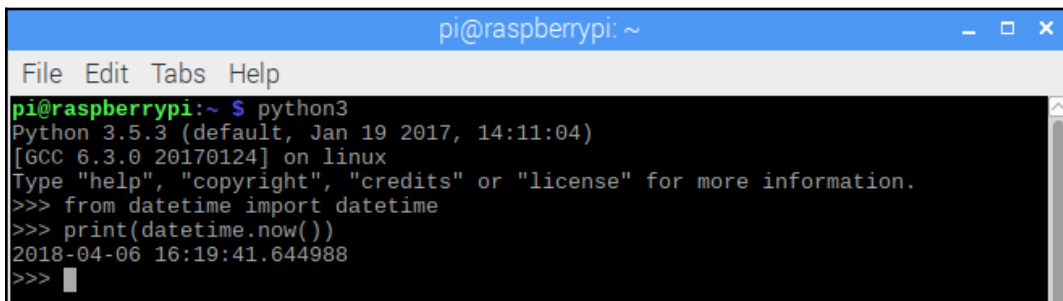 pi@raspberrypi: ~
File Edit Tabs Help
pi@raspberrypi:~ $ python3
Python 3.5.3 (default, Jan 19 2017, 14:11:04)
[GCC 6.3.0 20170124] on linux
Type "help", "copyright", "credits" or "license" for more information.
>>> from datetime import datetime
>>> print(datetime.now())
2018-04-06 16:19:41.644988
>>>